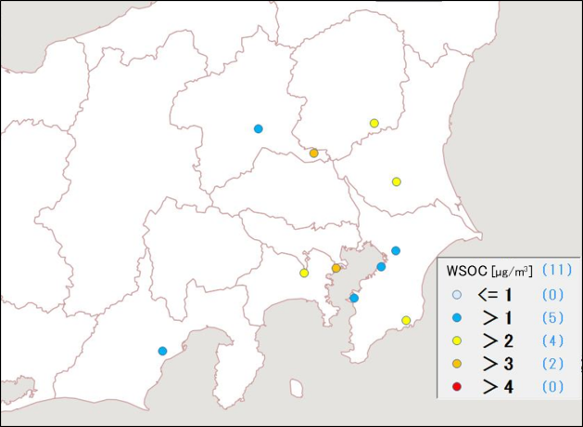 WSOC [μg/m³] (11)
<= 1 (0)
> 1 (5)
> 2 (4)
> 3 (2)
> 4 (0)